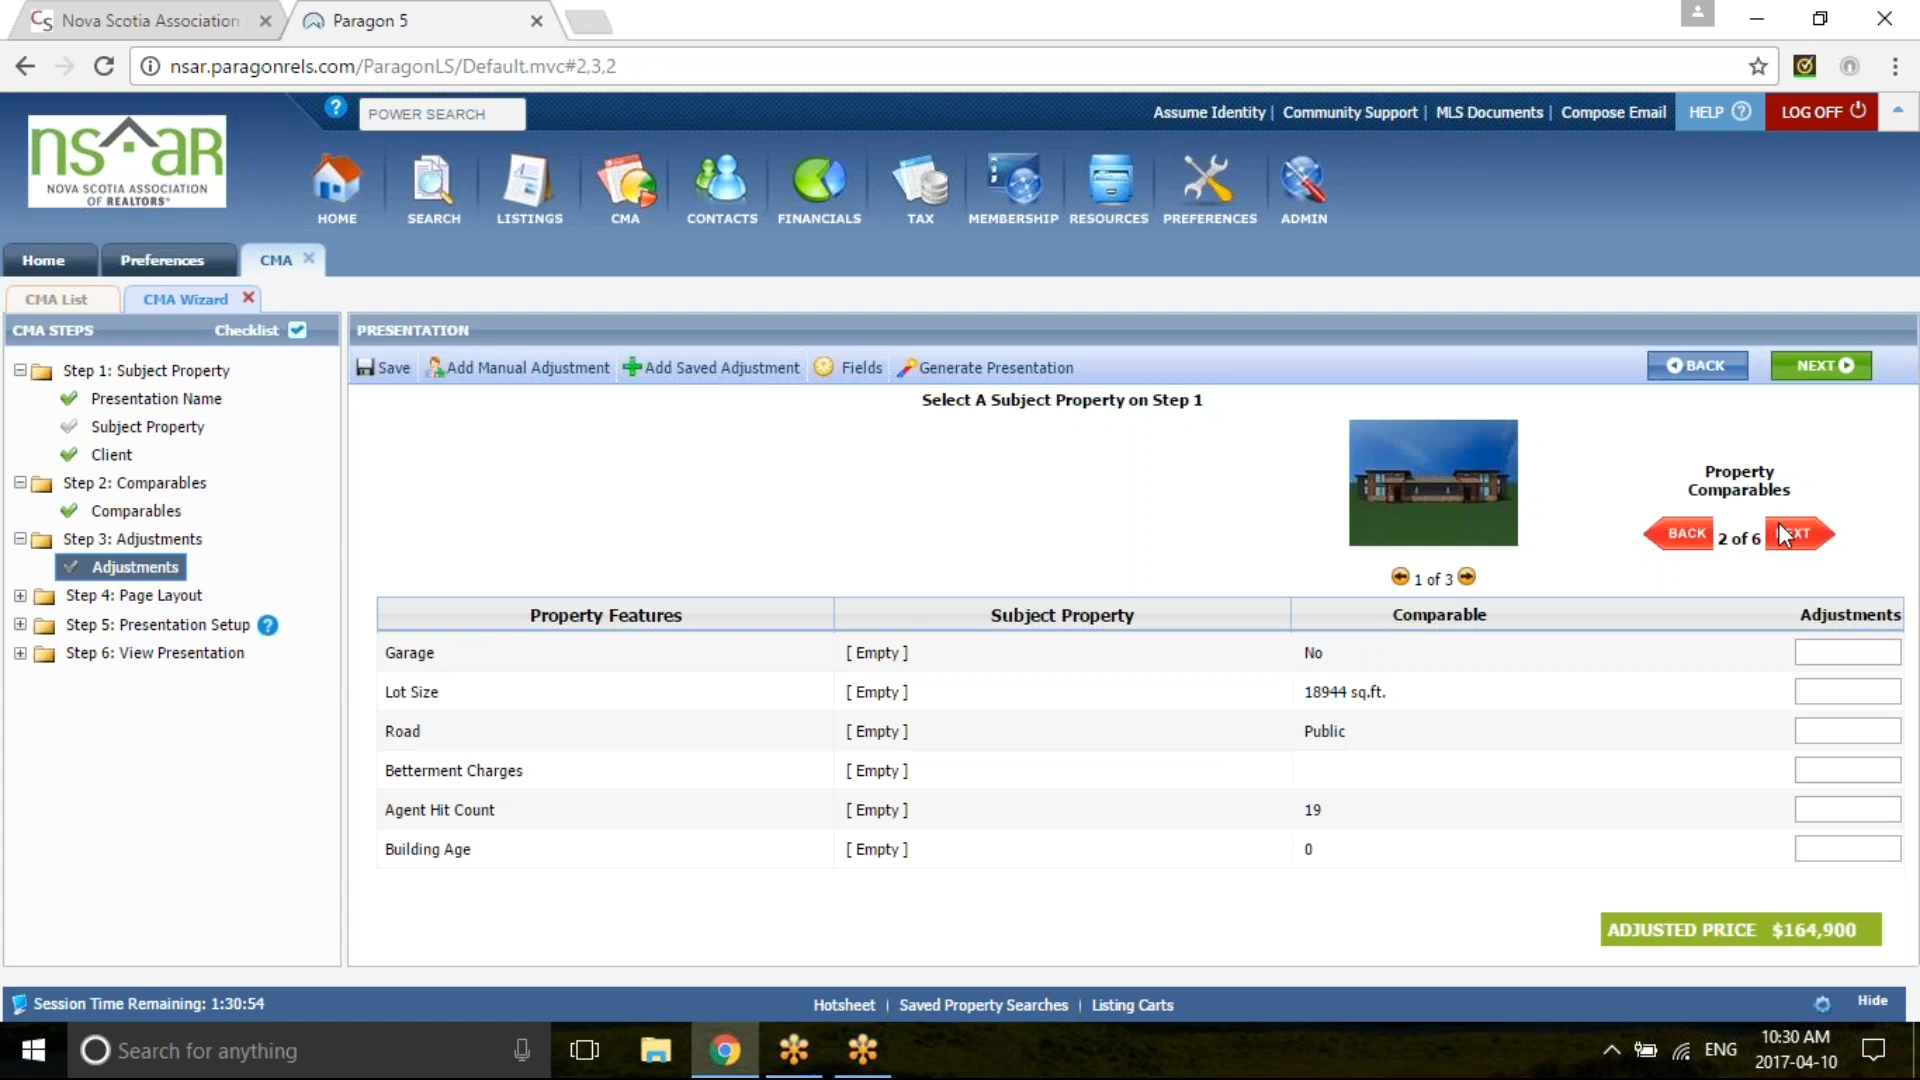 Nova Scotia Association
Paragon 5
nsar.paragonrels.com/ParagonLS/Default.mvc#2,3,2
POWER SEARCH
Assume Identity | Community Support | MLS Documents | Compose Email
HELP ?
LOG OFF
nsaR
NOVA SCOTIA ASSOCIATION
OF REALTORS®
HOME
SEARCH
LISTINGS
CMA
CONTACTS
FINANCIALS
TAX
MEMBERSHIP
RESOURCES
PREFERENCES
ADMIN
Home
Preferences
CMA
CMA List
CMA Wizard
CMA STEPS
Checklist
PRESENTATION
Save
Add Manual Adjustment
Add Saved Adjustment
Fields
Generate Presentation
BACK
NEXT
Step 1: Subject Property
Presentation Name
Subject Property
Client
Step 2: Comparables
Comparables
Step 3: Adjustments
Adjustments
Step 4: Page Layout
Step 5: Presentation Setup ?
Step 6: View Presentation
Select A Subject Property on Step 1
Property
Comparables
BACK 2 of 6
1 of 3
Property Features Subject Property Comparable Adjustments
Garage [ Empty ] No
Lot Size [ Empty ] 18944 sq.ft.
Road [ Empty ] Public
Betterment Charges [ Empty ]
Agent Hit Count [ Empty ] 19
Building Age [ Empty ] 0
ADJUSTED PRICE $164,900
Session Time Remaining: 1:30:54
Hotsheet | Saved Property Searches | Listing Carts
Hide
Search for anything
ENG
10:30 AM
2017-04-10